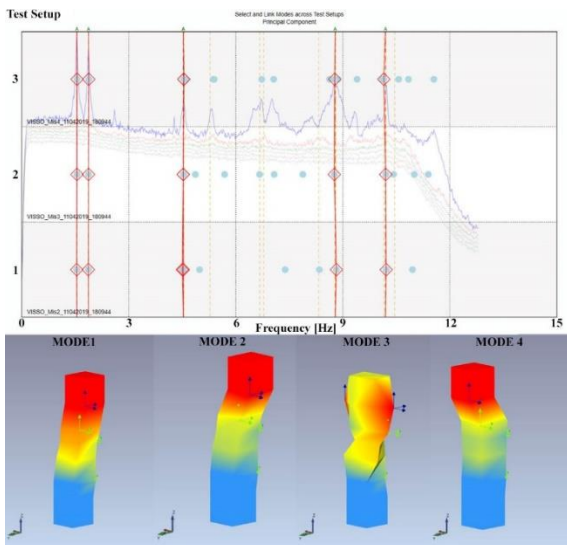 Test Setup
Select and Link Modes across Test Setups
Principal Component
3
VISSO_Mis4_11042019_180944
2
VISSO_Mis3_11042019_180944
1
VISSO_Mis2_11042019_180944
0 3 6 9 12 15
Frequency [Hz]
MODE1 MODE 2 MODE 3 MODE 4